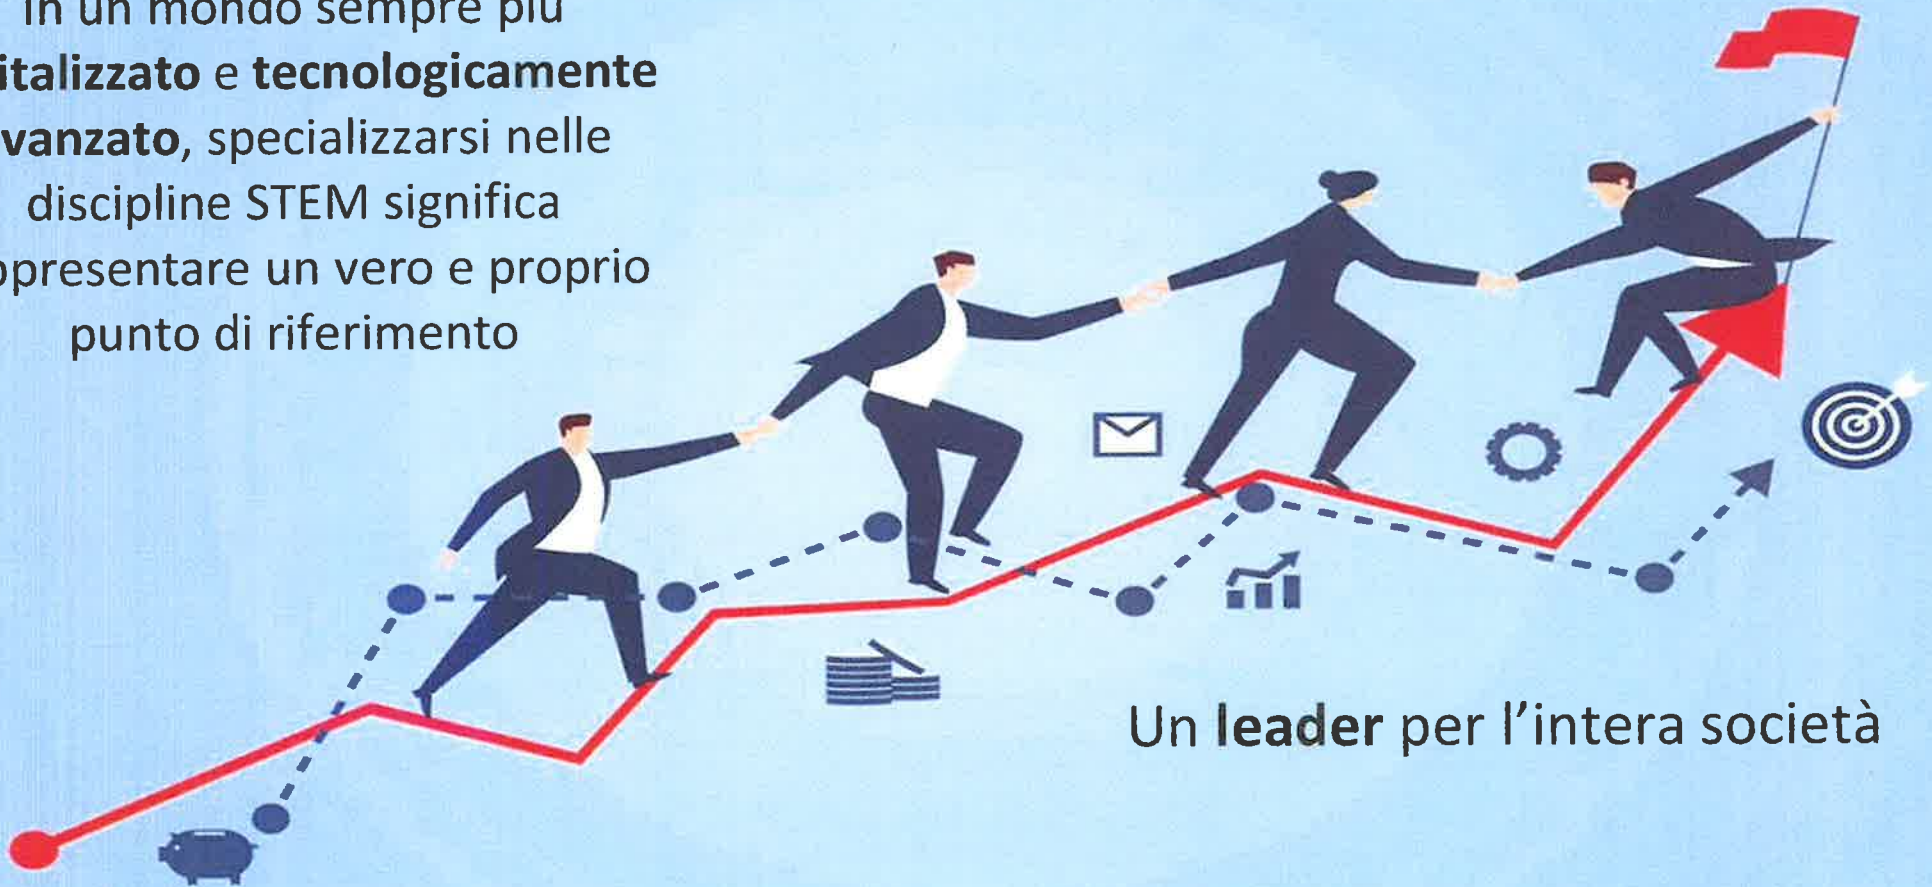 in un mondo sempre più
italizzato e tecnologicamente
vanzato, specializzarsi nelle
discipline STEM significa
ppresentare un vero e proprio
punto di riferimento
Un leader per l'intera società